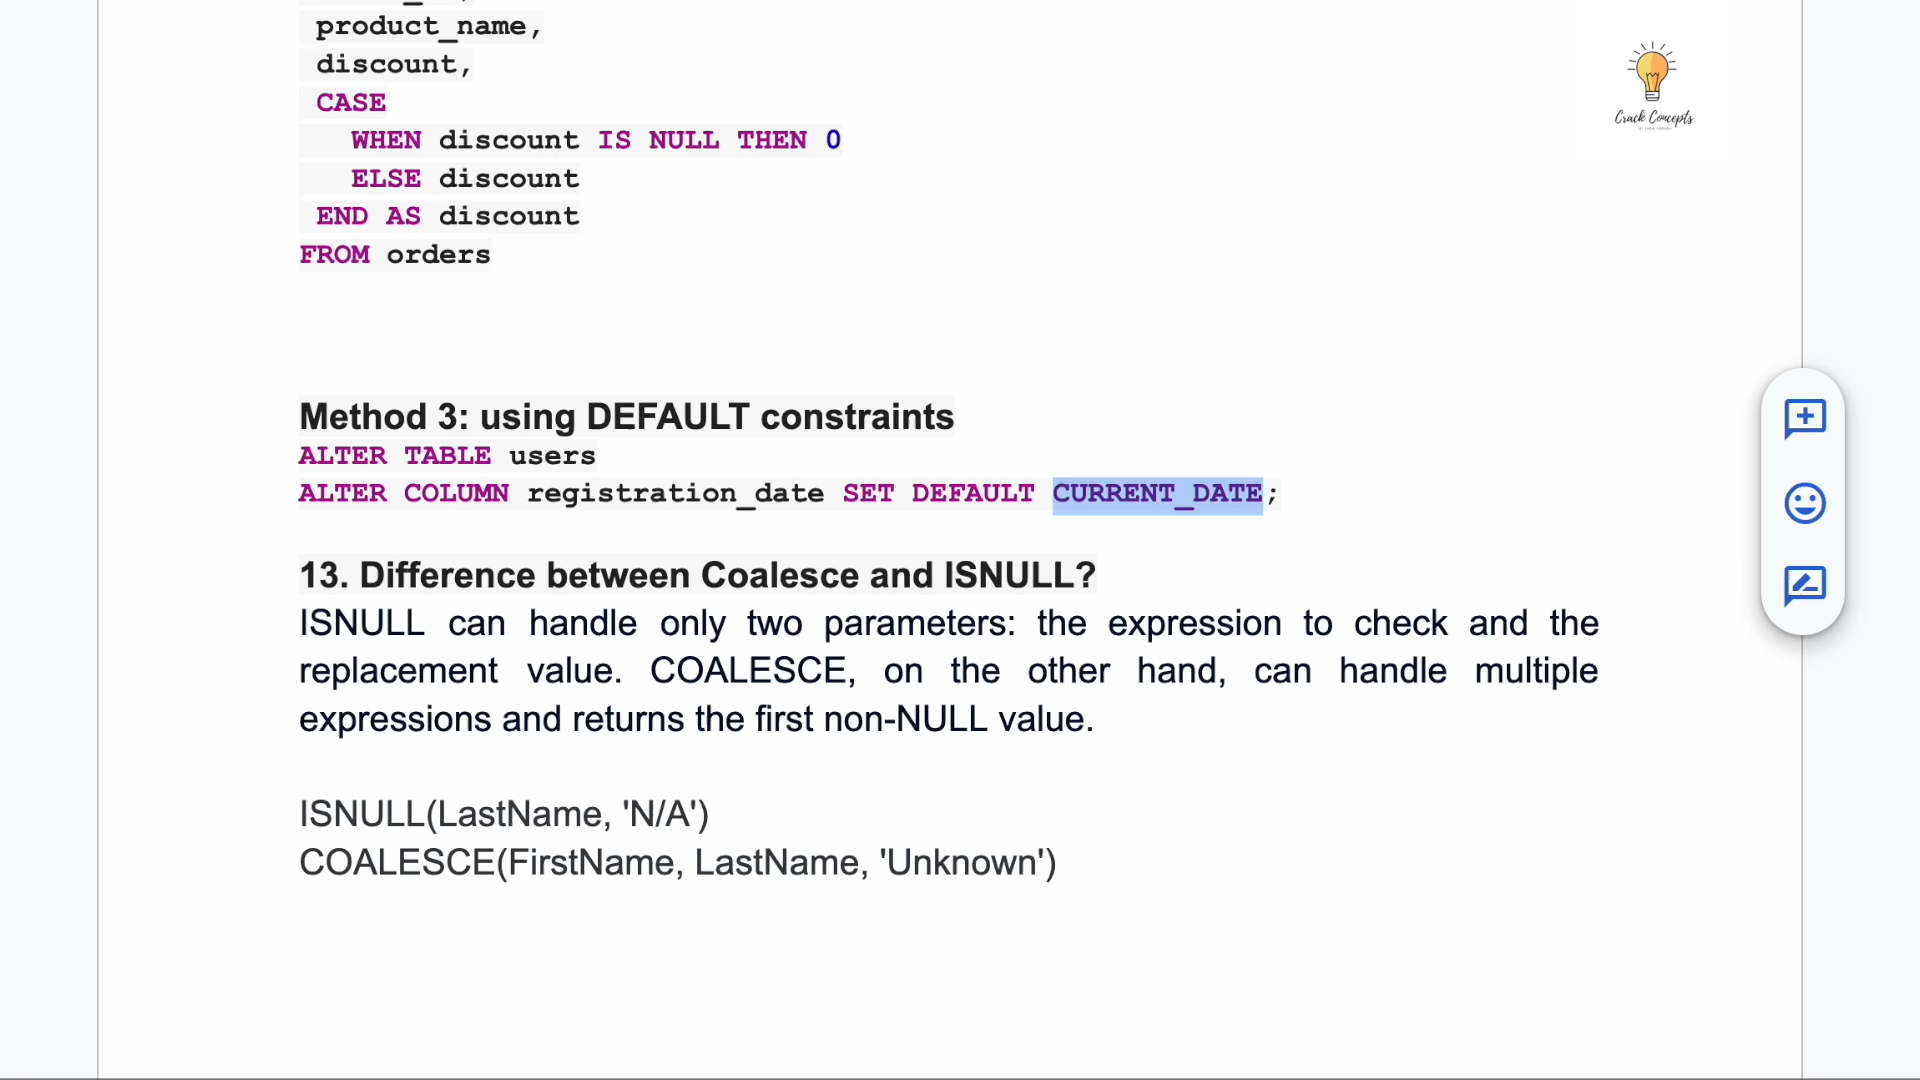 product_name,
discount,
CASE
WHEN discount IS NULL THEN 0
ELSE discount
END AS discount
FROM orders
Crack Concepts
Method 3: using DEFAULT constraints
ALTER TABLE users
ALTER COLUMN registration_date SET DEFAULT CURRENT_DATE;
13. Difference between Coalesce and ISNULL?
ISNULL can handle only two parameters: the expression to check and the
replacement value. COALESCE, on the other hand, can handle multiple
expressions and returns the first non-NULL value.
ISNULL(LastName, 'N/A')
COALESCE(FirstName, LastName, 'Unknown')